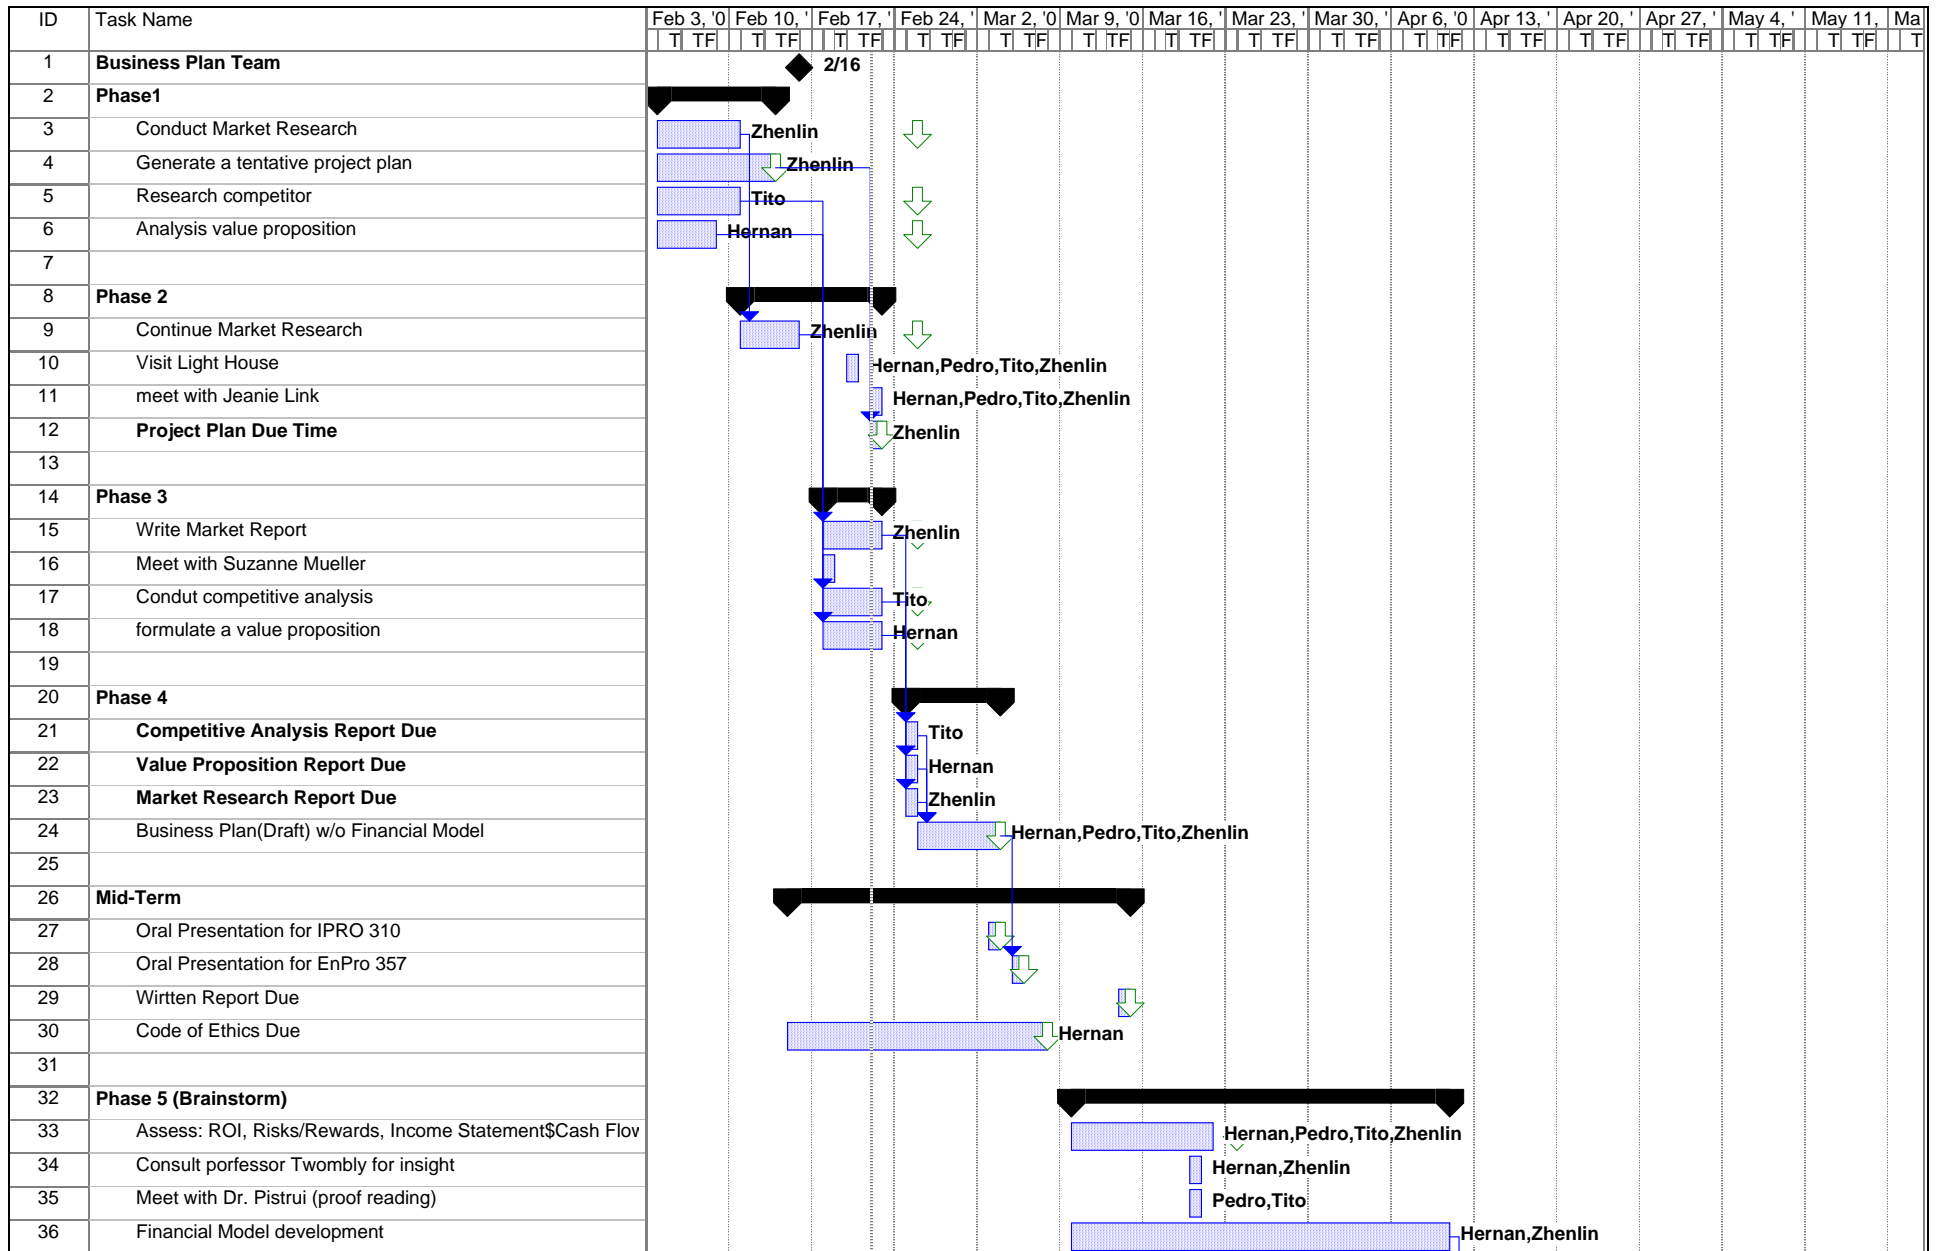 ID Task Name Feb 3, '0 Feb 10, ' Feb 17, ' Feb 24, ' Mar 2, '0 Mar 9, '0 Mar 16, ' Mar 23, ' Mar 30, ' Apr 6, '0 Apr 13, ' Apr 20, ' Apr 27, ' May 4, ' May 11, Ma
T T F T T F T T F T T F T T F T T F T T F T T F T T F T T F T T F T T F T T F T T F T T F T
1 Business Plan Team 2/16
2 Phase1
3 Conduct Market Research Zhenlin
4 Generate a tentative project plan Zhenlin
5 Research competitor Tito
6 Analysis value proposition Hernan
7
8 Phase 2
9 Continue Market Research Zhenlin
10 Visit Light House Hernan,Pedro,Tito,Zhenlin
11 meet with Jeanie Link Hernan,Pedro,Tito,Zhenlin
12 Project Plan Due Time Zhenlin
13
14 Phase 3
15 Write Market Report Zhenlin
16 Meet with Suzanne Mueller
17 Condut competitive analysis Tito
18 formulate a value proposition Hernan
19
20 Phase 4
21 Competitive Analysis Report Due Tito
22 Value Proposition Report Due Hernan
23 Market Research Report Due Zhenlin
24 Business Plan(Draft) w/o Financial Model Hernan,Pedro,Tito,Zhenlin
25
26 Mid-Term
27 Oral Presentation for IPRO 310
28 Oral Presentation for EnPro 357
29 Wirtten Report Due
30 Code of Ethics Due Hernan
31
32 Phase 5 (Brainstorm)
33 Assess: ROI, Risks/Rewards, Income Statement$Cash Flow Hernan,Pedro,Tito,Zhenlin
34 Consult porfessor Twombly for insight Hernan,Zhenlin
35 Meet with Dr. Pistrui (proof reading) Pedro,Tito
36 Financial Model development Hernan,Zhenlin